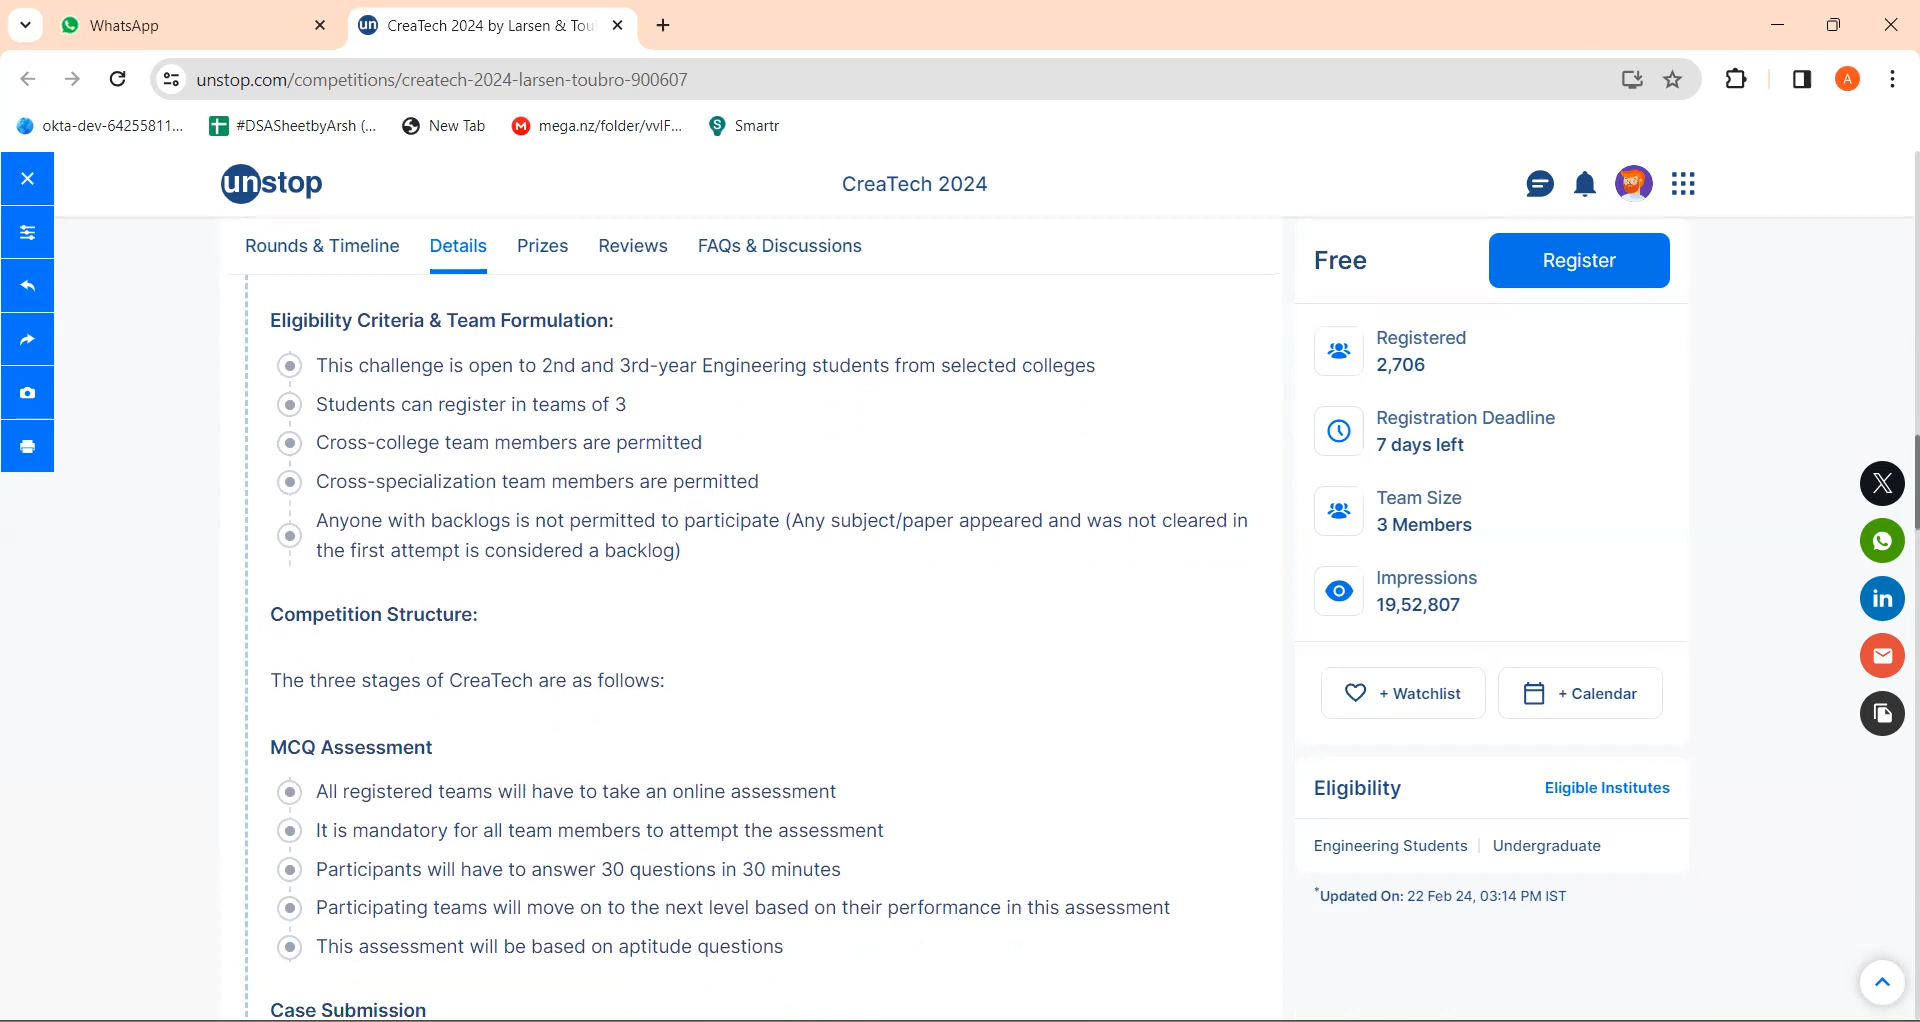 WhatsApp
un CreaTech 2024 by Larsen & Tou
unstop.com/competitions/createch-2024-larsen-toubro-900607
A
okta-dev-64255811...
#DSASheetbyArsh (...
New Tab
M mega.nz/folder/vvlF...
S Smartr
unstop
CreaTech 2024
Rounds & Timeline
Details
Prizes
Reviews
FAQs & Discussions
Eligibility Criteria & Team Formulation:
This challenge is open to 2nd and 3rd-year Engineering students from selected colleges
Students can register in teams of 3
Cross-college team members are permitted
Cross-specialization team members are permitted
Anyone with backlogs is not permitted to participate (Any subject/paper appeared and was not cleared in
the first attempt is considered a backlog)
Competition Structure:
The three stages of CreaTech are as follows:
MCQ Assessment
All registered teams will have to take an online assessment
It is mandatory for all team members to attempt the assessment
Participants will have to answer 30 questions in 30 minutes
Participating teams will move on to the next level based on their performance in this assessment
This assessment will be based on aptitude questions
Case Submission
Free
Register
Registered
2,706
Registration Deadline
7 days left
Team Size
3 Members
Impressions
19,52,807
+ Watchlist
+ Calendar
Eligibility
Eligible Institutes
Engineering Students
Undergraduate
*Updated On: 22 Feb 24, 03:14 PM IST
X
in